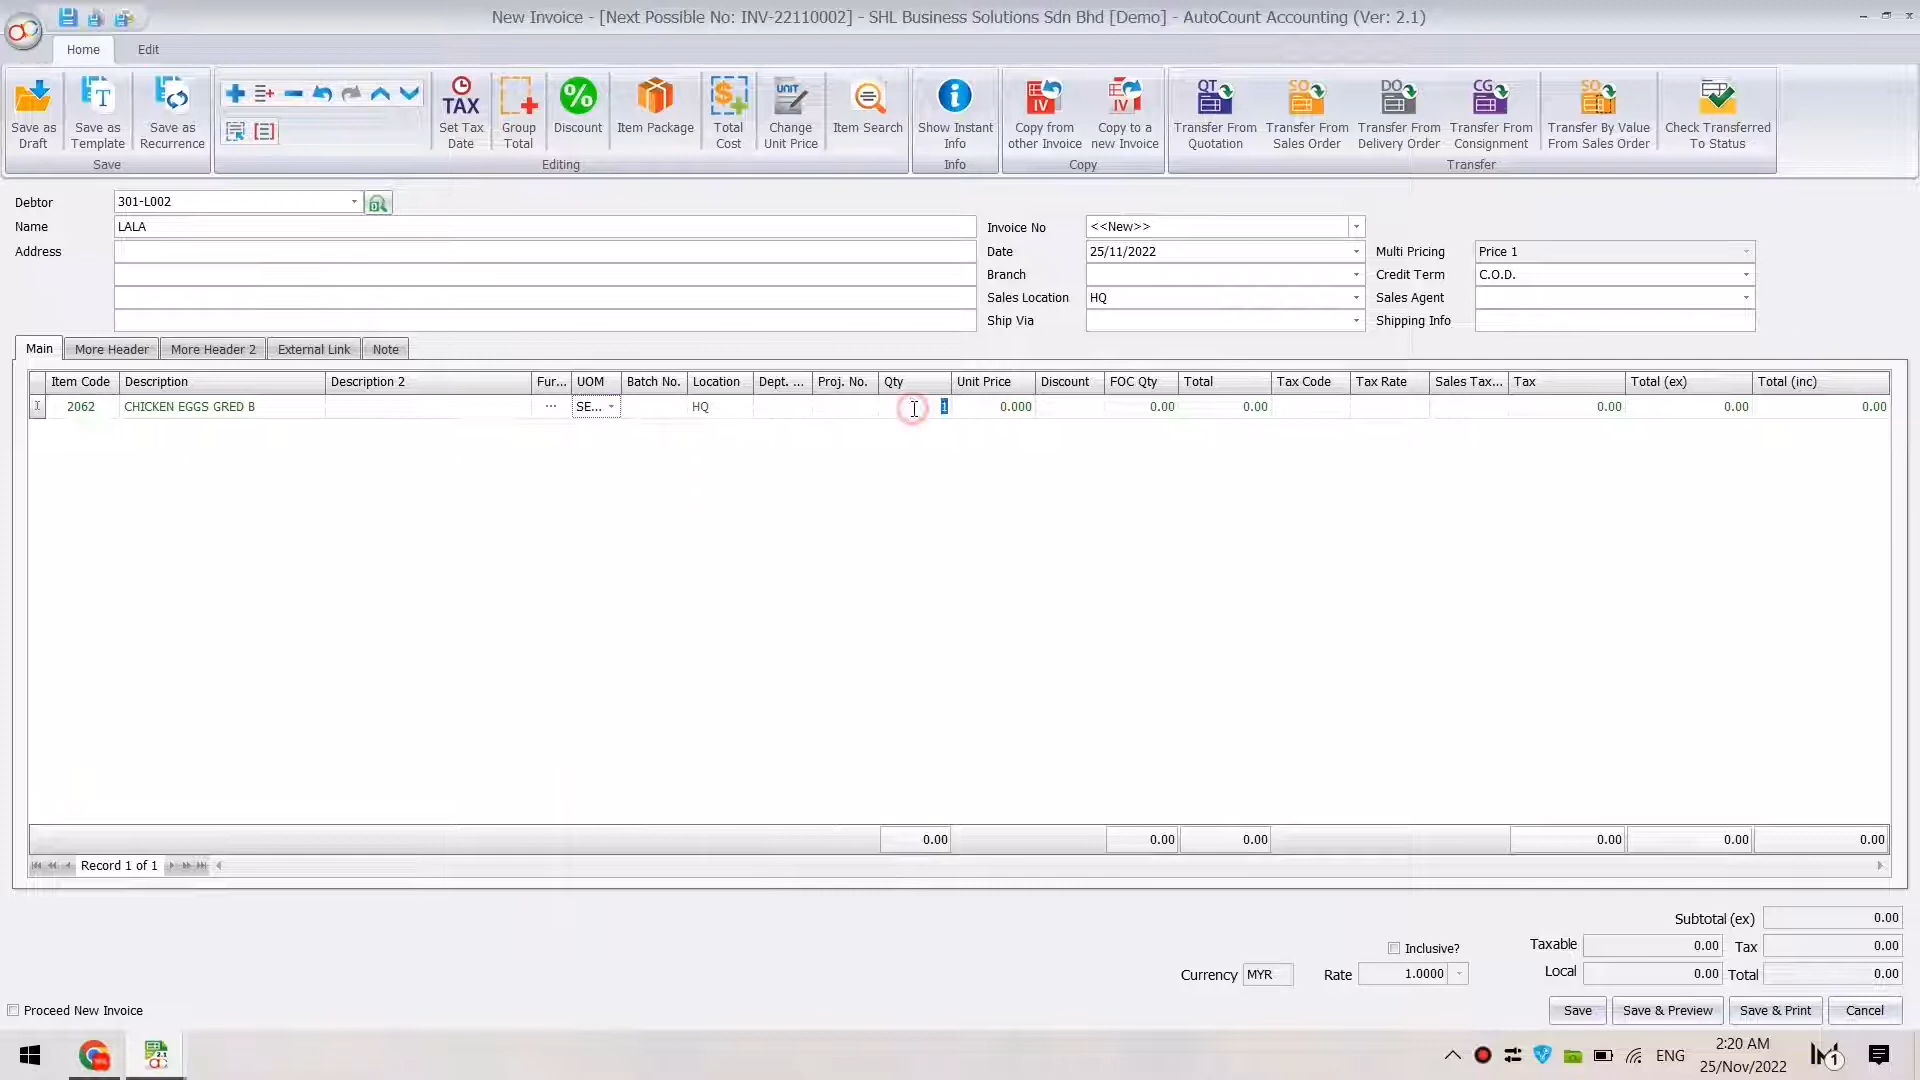 New Invoice - [Next Possible No: INV-22110002] - SHL Business Solutions Sdn Bhd [Demo] - AutoCount Accounting (Ver: 2.1)
Home Edit
Save as Draft
Save as Template
Save as Recurrence
Save
TAX
Set Tax Date
Group Total
Discount
Item Package
Total Cost
UNIT
Change Unit Price
Item Search
Editing
Show Instant Info
Info
IV
Copy from other Invoice
IV
Copy to a new Invoice
Copy
QT
Transfer From Quotation
SO
Transfer From Sales Order
DO
Transfer From Delivery Order
CG
Transfer From Consignment
SO
Transfer By Value From Sales Order
Check Transferred To Status
Transfer
Debtor 301-L002
Name LALA
Address
Invoice No <<New>>
Date 25/11/2022
Branch
Sales Location HQ
Ship Via
Multi Pricing Price 1
Credit Term C.O.D.
Sales Agent
Shipping Info
Main More Header More Header 2 External Link Note
Item Code Description Description 2 Fur... UOM Batch No. Location Dept. ... Proj. No. Qty Unit Price Discount FOC Qty Total Tax Code Tax Rate Sales Tax... Tax Total (ex) Total (inc)
2062 CHICKEN EGGS GRED B ... SE... HQ 1 0.000 0.00 0.00 0.00 0.00 0.00
0.00 0.00 0.00 0.00 0.00 0.00
Record 1 of 1
Subtotal (ex) 0.00
Inclusive? Taxable 0.00 Tax 0.00
Currency MYR Rate 1.0000 Local 0.00 Total 0.00
Proceed New Invoice Save Save & Preview Save & Print Cancel
2.1
ENG
2:20 AM
25/Nov/2022
1